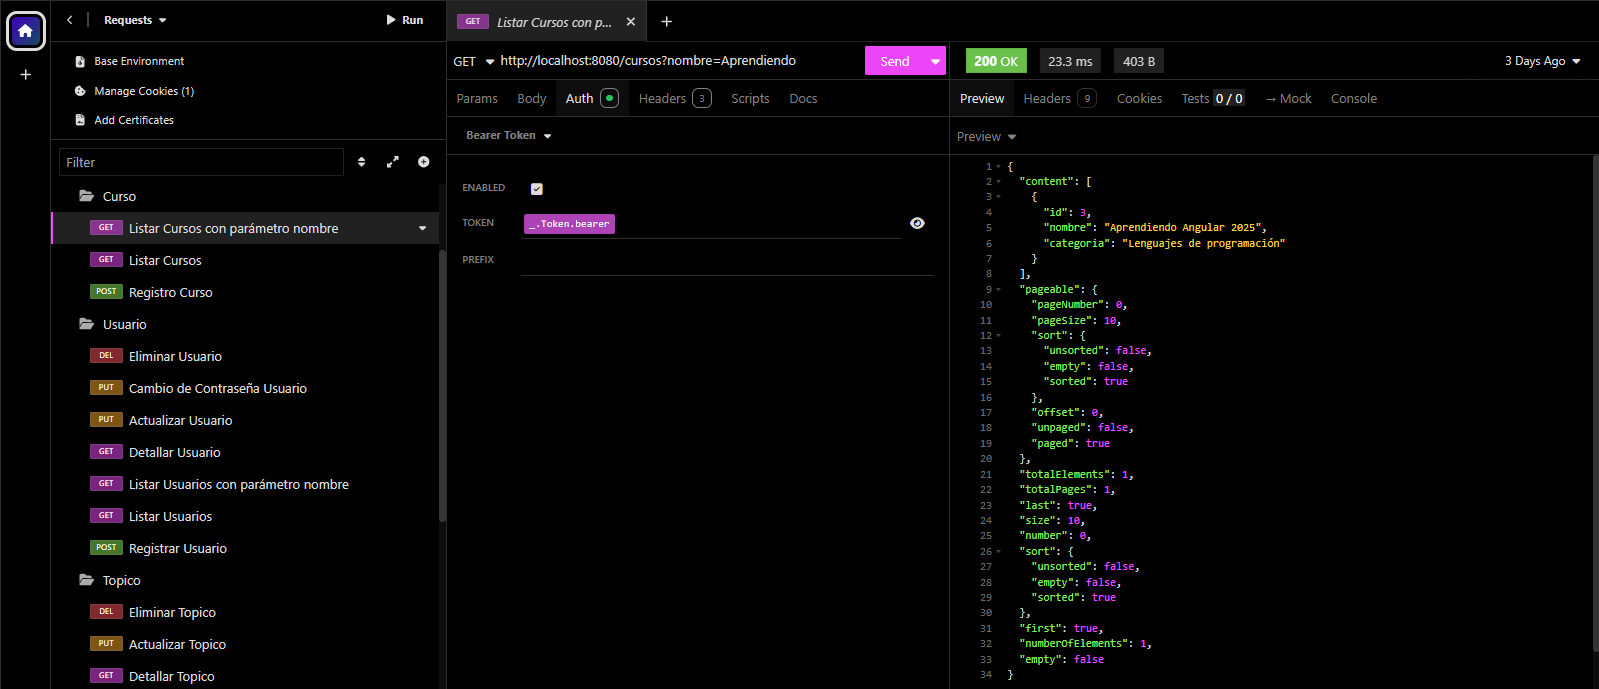 Requests
Run
Base Environment
Manage Cookies (1)
Add Certificates
Filter
Curso
GET Listar Cursos con parámetro nombre
GET Listar Cursos
POST Registro Curso
Usuario
DEL Eliminar Usuario
PUT Cambio de Contraseña Usuario
PUT Actualizar Usuario
GET Detallar Usuario
GET Listar Usuarios con parámetro nombre
GET Listar Usuarios
POST Registrar Usuario
Topico
DEL Eliminar Topico
PUT Actualizar Topico
GET Detallar Topico
GET Listar Cursos con p...
GET http://localhost:8080/cursos?nombre=Aprendiendo Send
Params Body Auth Headers 3 Scripts Docs
Bearer Token
ENABLED
TOKEN _.Token.bearer
PREFIX
200 OK 23.3 ms 403 B 3 Days Ago
Preview Headers 9 Cookies Tests 0 / 0 → Mock Console
Preview
1 {
2 "content": [
3 {
4 "id": 3,
5 "nombre": "Aprendiendo Angular 2025",
6 "categoria": "Lenguajes de programación"
7 }
8 ],
9 "pageable": {
10 "pageNumber": 0,
11 "pageSize": 10,
12 "sort": {
13 "unsorted": false,
14 "empty": false,
15 "sorted": true
16 },
17 "offset": 0,
18 "unpaged": false,
19 "paged": true
20 },
21 "totalElements": 1,
22 "totalPages": 1,
23 "last": true,
24 "size": 10,
25 "number": 0,
26 "sort": {
27 "unsorted": false,
28 "empty": false,
29 "sorted": true
30 },
31 "first": true,
32 "numberOfElements": 1,
33 "empty": false
34 }